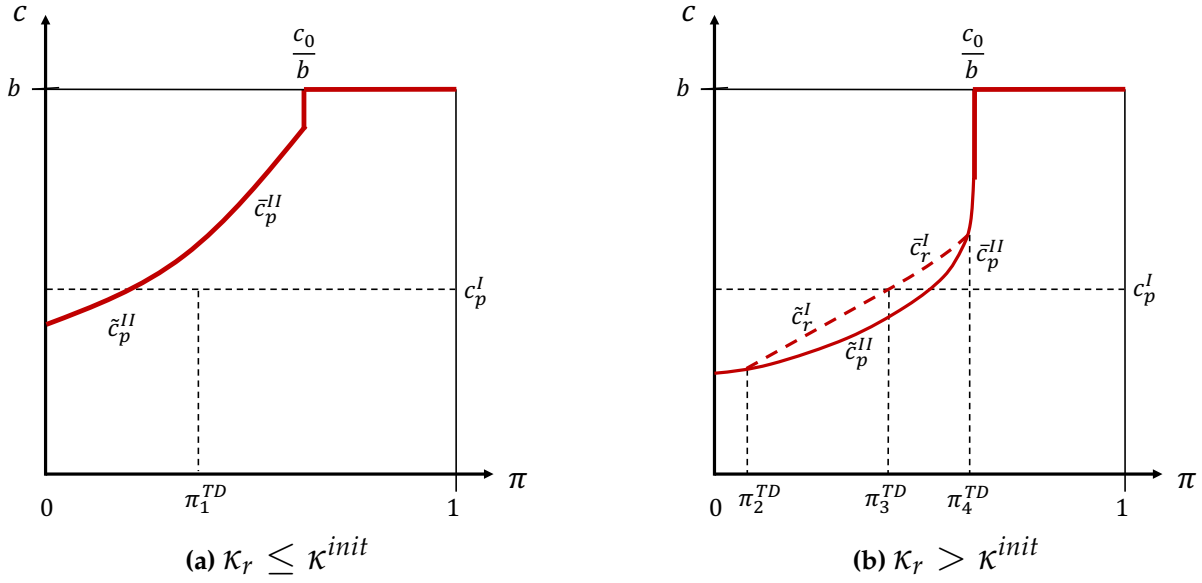 c
c₀/b
b
c̄ₚᴵᴵ
cₚᴵ
c̃ₚᴵᴵ
π
0
π₁ᵀᴰ
1
(a) κᵣ ≤ κⁱⁿⁱᵗ
c
c₀/b
b
c̄ᵣᴵ
c̄ₚᴵᴵ
cₚᴵ
c̃ᵣᴵ
c̃ₚᴵᴵ
π
0
π₂ᵀᴰ
π₃ᵀᴰ
π₄ᵀᴰ
1
(b) κᵣ > κⁱⁿⁱᵗ